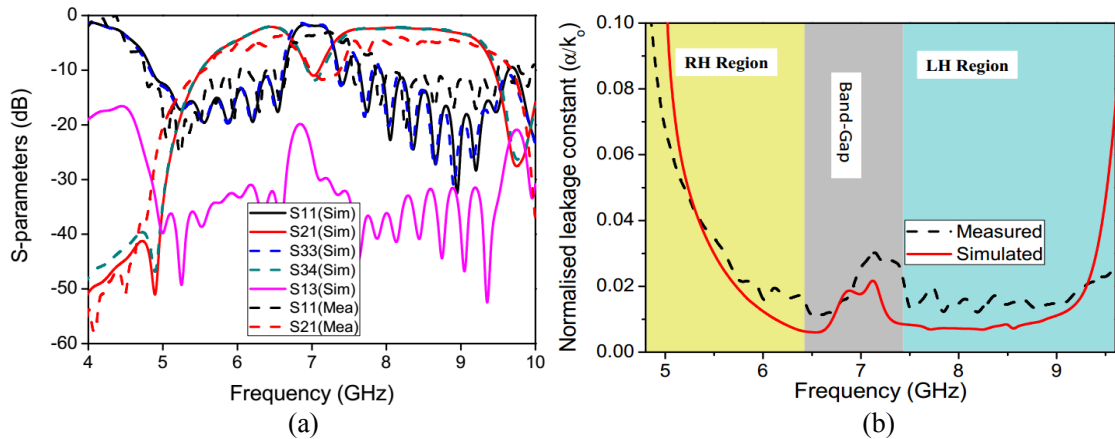 0
-10
-20
-30
-40
-50
-60
S-parameters (dB)
S11(Sim)
S21(Sim)
S33(Sim)
S34(Sim)
S13(Sim)
S11(Mea)
S21(Mea)
4 5 6 7 8 9 10
Frequency (GHz)
(a)
0.10
0.08
0.06
0.04
0.02
0.00
Normalised leakage constant (α/kₒ)
RH Region
Band-Gap
LH Region
Measured
Simulated
5 6 7 8 9
Frequency (GHz)
(b)